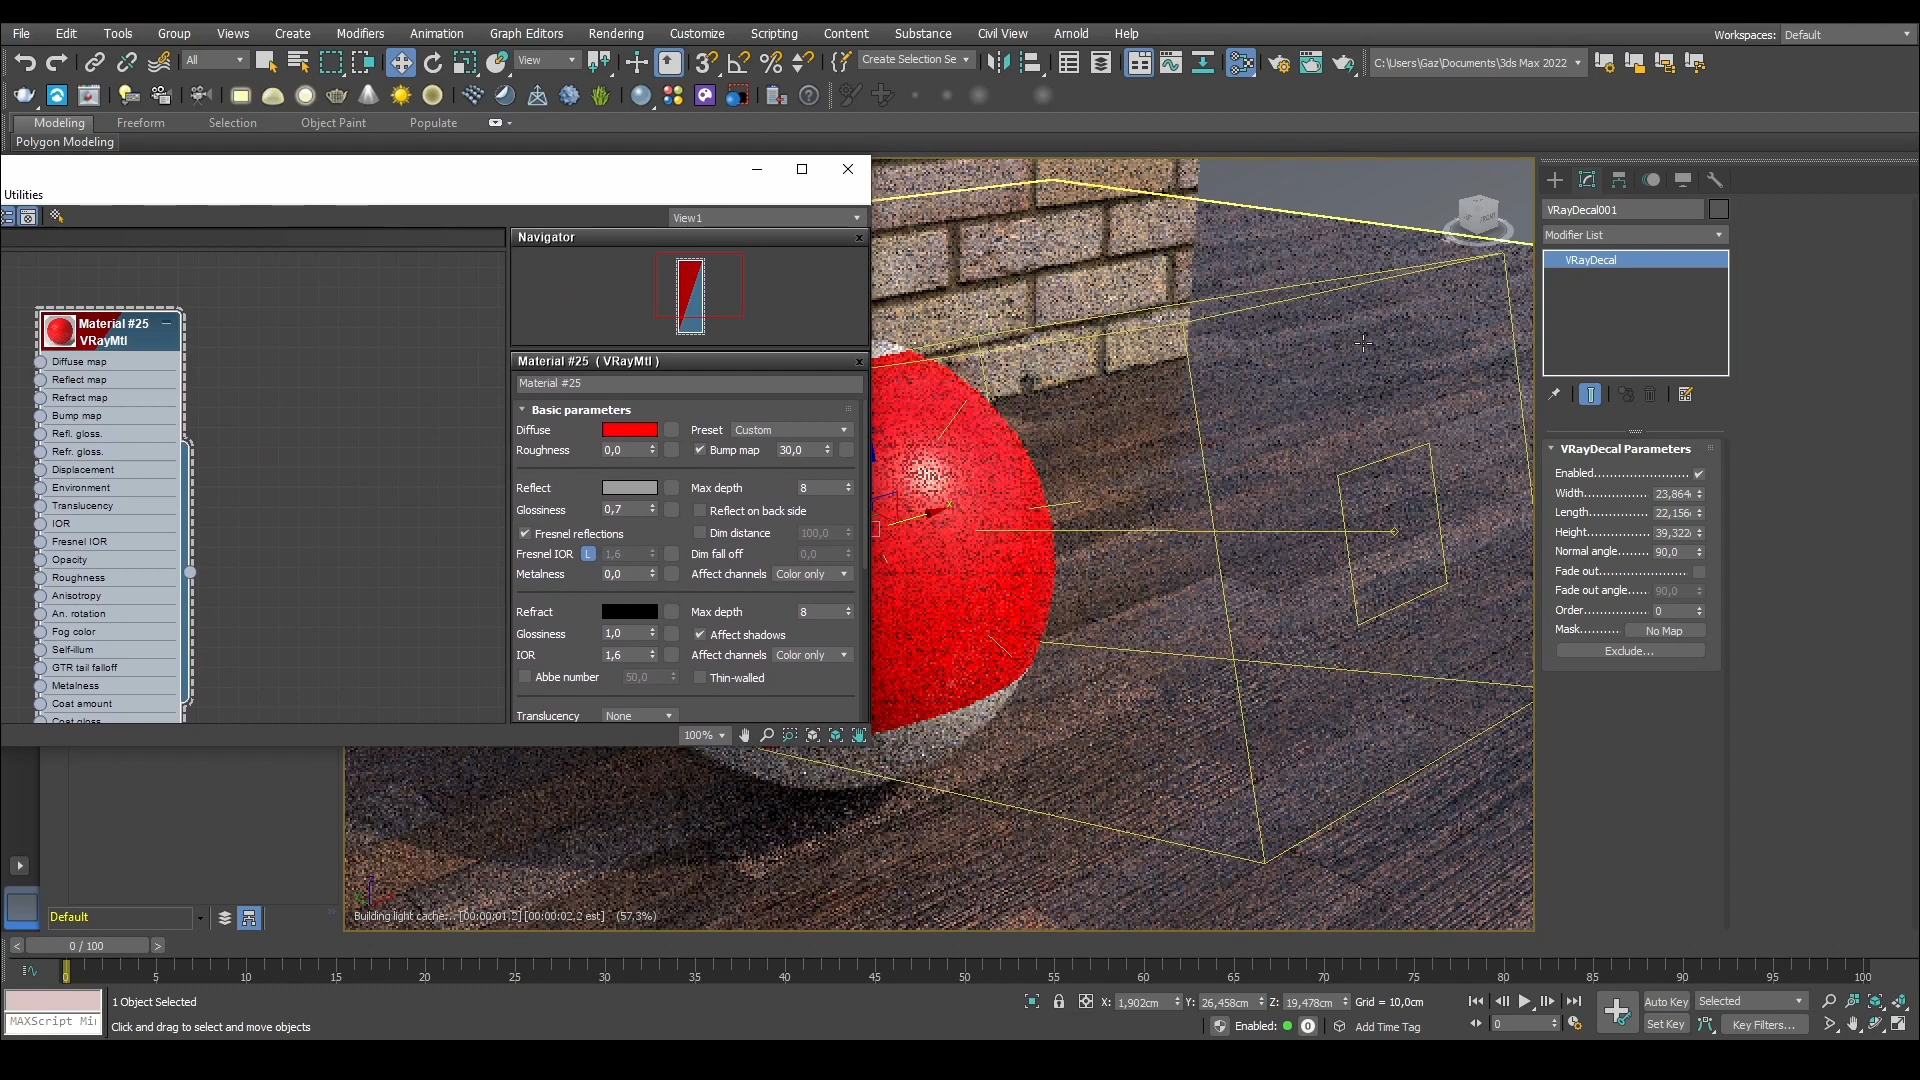 File Edit Tools Group Views Create Modifiers Animation Graph Editors Rendering Customize Scripting Content Substance Civil View Arnold Help
Workspaces: Default
All View Create Selection Se C:\Users\Gaz\Documents\3ds Max 2022
Modeling Freeform Selection Object Paint Populate
Polygon Modeling
Utilities
View1
Navigator
Material #25
VRayMtl
Diffuse map
Reflect map
Refract map
Bump map
Refl. gloss.
Refr. gloss.
Displacement
Environment
Translucency
IOR
Fresnel IOR
Opacity
Roughness
Anisotropy
An. rotation
Fog color
Self-illum
GTR tail falloff
Metalness
Coat amount
Coat gloss
Material #25 ( VRayMtl )
Material #25
Basic parameters
Diffuse Preset Custom
Roughness 0,0 Bump map 30,0
Reflect Max depth 8
Glossiness 0,7 Reflect on back side
Fresnel reflections Dim distance 100,0
Fresnel IOR L 1,6 Dim fall off 0,0
Metalness 0,0 Affect channels Color only
Refract Max depth 8
Glossiness 1,0 Affect shadows
IOR 1,6 Affect channels Color only
Abbe number 50,0 Thin-walled
Translucency None
100%
VRayDecal001
Modifier List
VRayDecal
VRayDecal Parameters
Enabled
Width: 23,864
Length: 22,156
Height: 39,322
Normal angle 90,0
Fade out
Fade out angle 90,0
Order 0
Mask No Map
Exclude...
FRONT
Building light cache... [00:00:01,2] [00:00:02,2 est] (57.3%)
Default
< 0 / 100 >
0 5 10 15 20 25 30 35 40 45 50 55 60 65 70 75 80 85 90 95 100
1 Object Selected X: 1,902cm Y: 26,458cm Z: 19,478cm Grid = 10,0cm Auto Key Selected
MAXScript Mi Click and drag to select and move objects Enabled: 0 Add Time Tag 0 Set Key Key Filters...